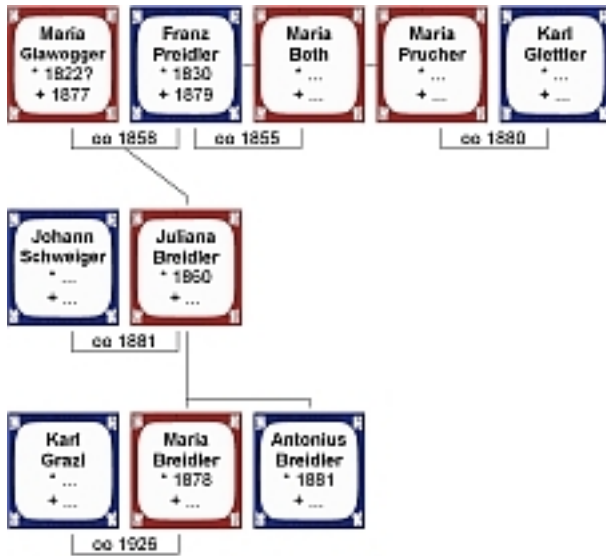 Maria
Glawogger
* 1822?
+ 1877
Franz
Preidler
* 1830
+ 1879
Maria
Both
* ...
+ ...
Maria
Prucher
* ...
+ ...
Karl
Glettler
* ...
+ ...
oo 1858
oo 1855
oo 1880
Johann
Schweiger
* ...
+ ...
Juliana
Breidler
* 1860
+ ...
oo 1881
Karl
Grazl
* ...
+ ...
Maria
Breidler
* 1878
+ ...
Antonius
Breidler
* 1881
+ ...
oo 1926